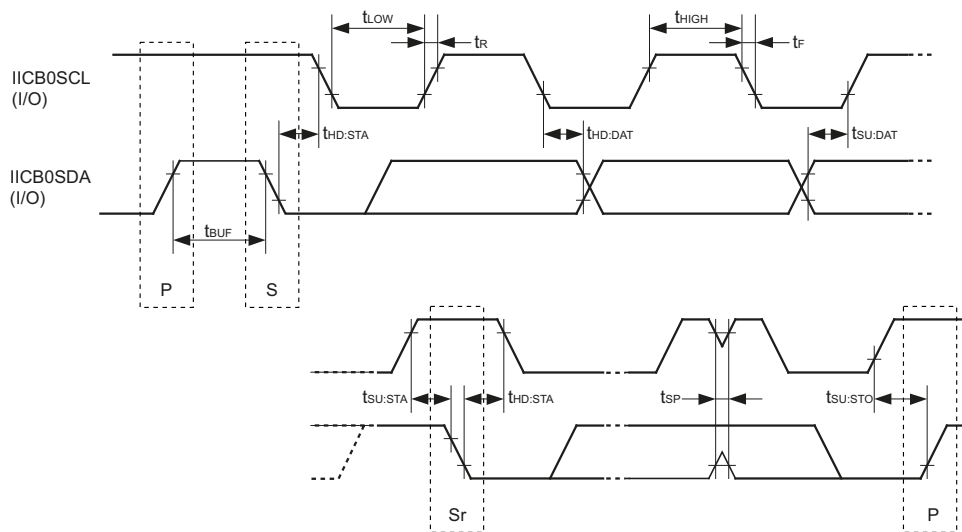 tLOW
tHIGH
tR
tF
IICB0SCL
(I/O)
tHD:STA
tHD:DAT
tSU:DAT
IICB0SDA
(I/O)
tBUF
P
S
tSU:STA
tHD:STA
tSP
tSU:STO
Sr
P